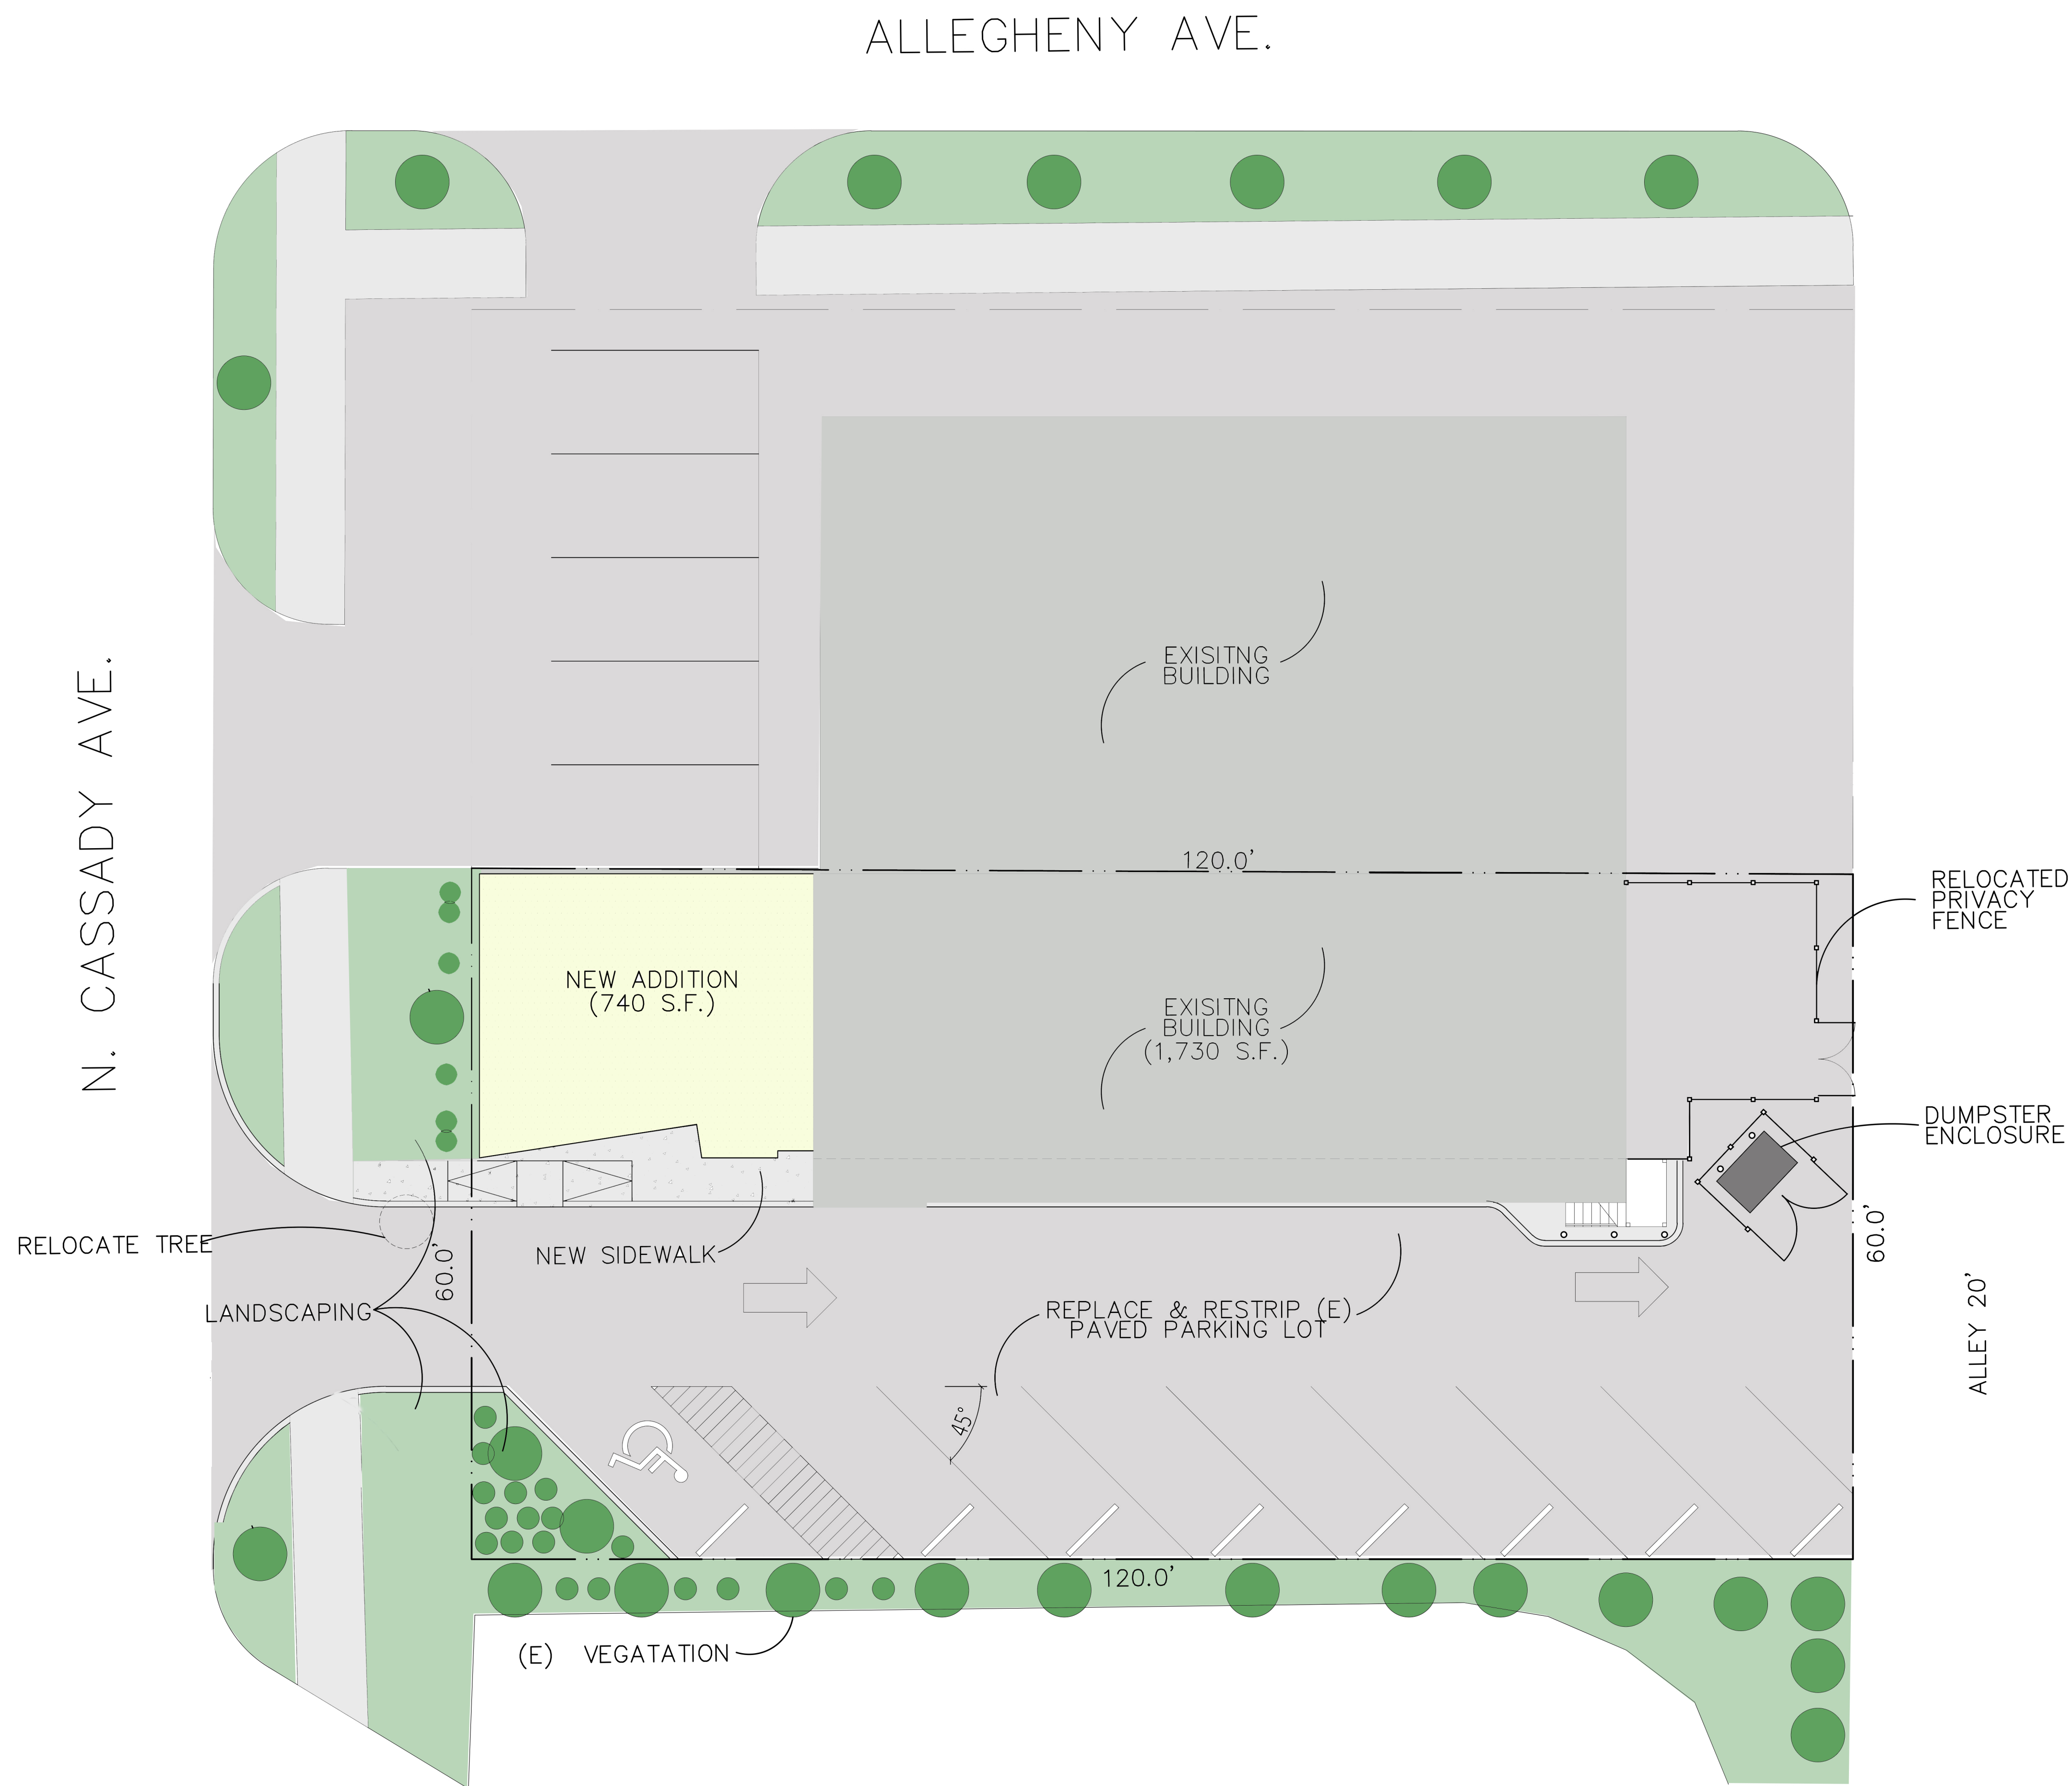 ALLEGHENY AVE.
N. CASSADY AVE.
EXISITNG
BUILDING
120.0'
RELOCATED
PRIVACY
FENCE
NEW ADDITION
(740 S.F.)
EXISITNG
BUILDING
(1,730 S.F.)
DUMPSTER
ENCLOSURE
RELOCATE TREE
NEW SIDEWALK
60.0'
60.0'
LANDSCAPING
REPLACE & RESTRIP (E)
PAVED PARKING LOT
ALLEY 20'
45°
120.0'
(E) VEGATATION